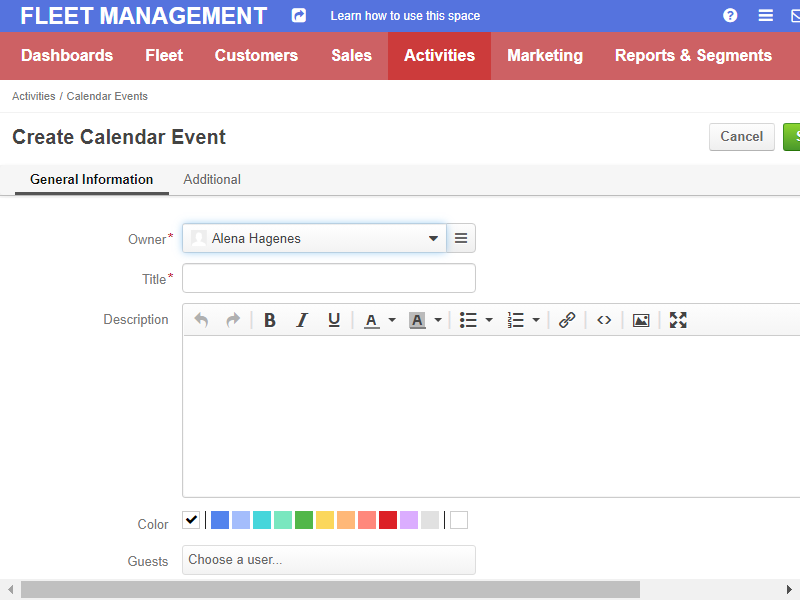 FLEET MANAGEMENT Learn how to use this space
Dashboards Fleet Customers Sales Activities Marketing Reports & Segments
Activities / Calendar Events
Create Calendar Event
Cancel
General Information Additional
Owner* Alena Hagenes
Title*
Description
B I U A A
Color
Guests Choose a user...